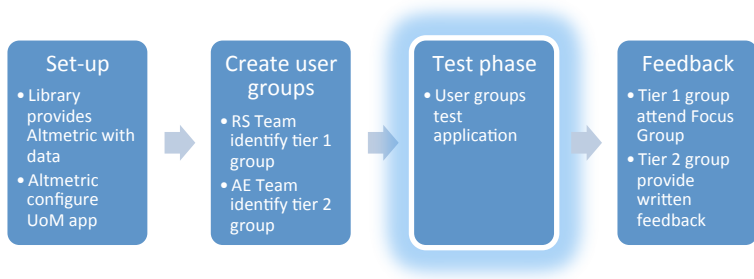 Set-up
• Library
provides
Altmetric with
data
• Altmetric
configure
UoM app
Create user
groups
• RS Team
identify tier 1
group
• AE Team
identify tier 2
group
Test phase
• User groups
test
application
Feedback
• Tier 1 group
attend Focus
Group
• Tier 2 group
provide
written
feedback